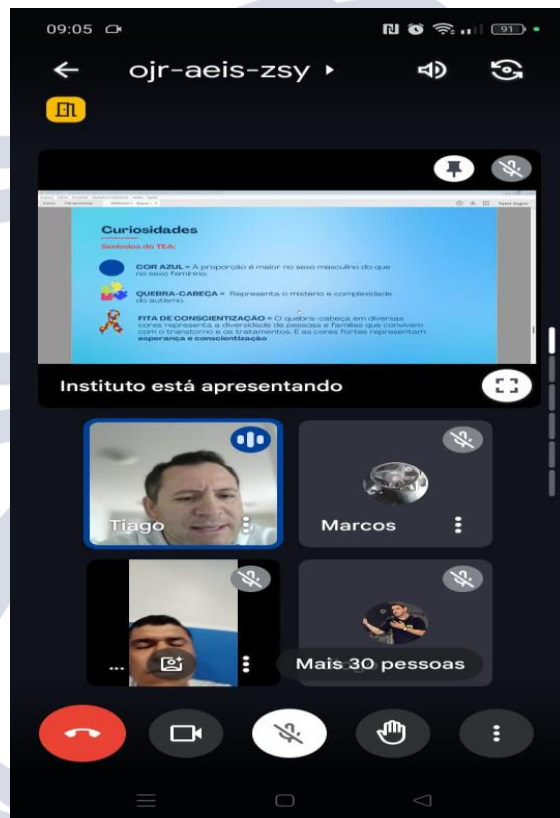 09:05
91
ojr-aeis-zsy
Curiosidades
Símbolos do TEA:
COR AZUL = A proporção é maior no sexo masculino do que
no sexo feminino.
QUEBRA-CABEÇA = Representa o mistério e complexidade
do autismo.
FITA DE CONSCIENTIZAÇÃO = O quebra-cabeça em diversas
cores representa a diversidade de pessoas e famílias que convivem
com o transtorno e os tratamentos. E as cores fortes representam:
esperança e conscientização
Instituto está apresentando
Tiago
Marcos
...
Mais 30 pessoas